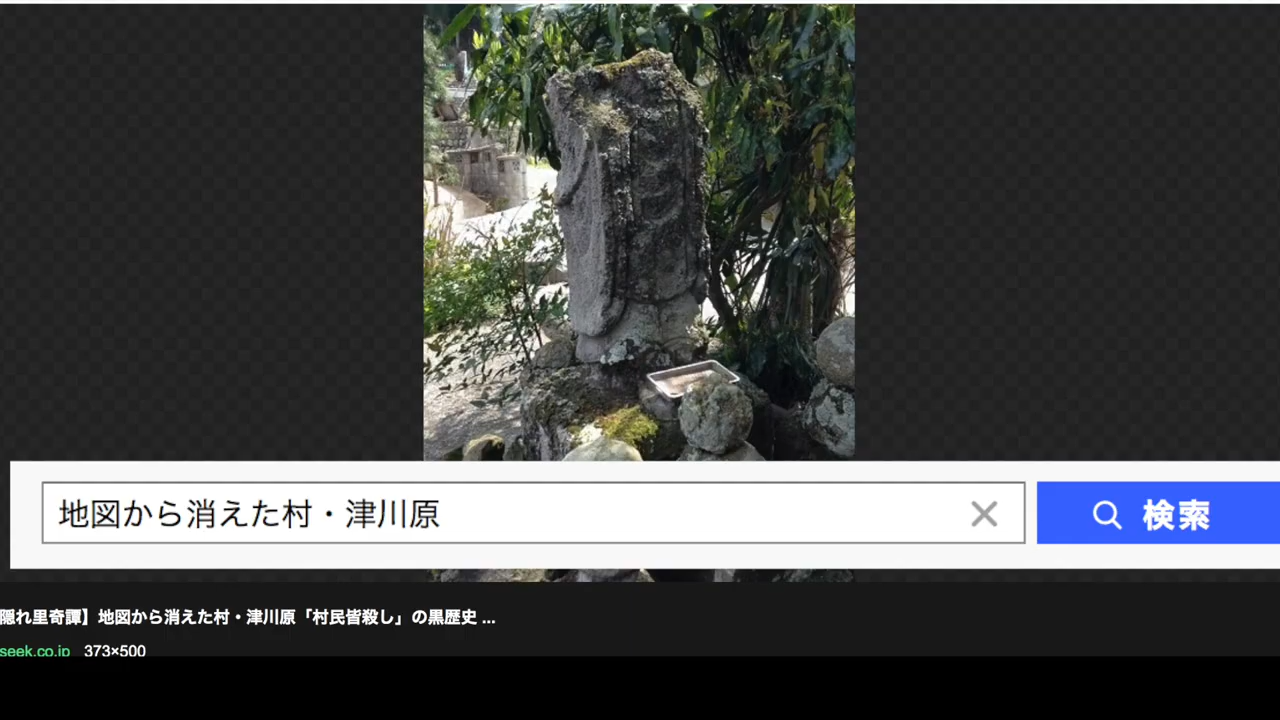 地図から消えた村・津川原
検索
隠れ里奇譚】地図から消えた村・津川原「村民皆殺し」の黒歴史 ...
seek.co.jp 373×500